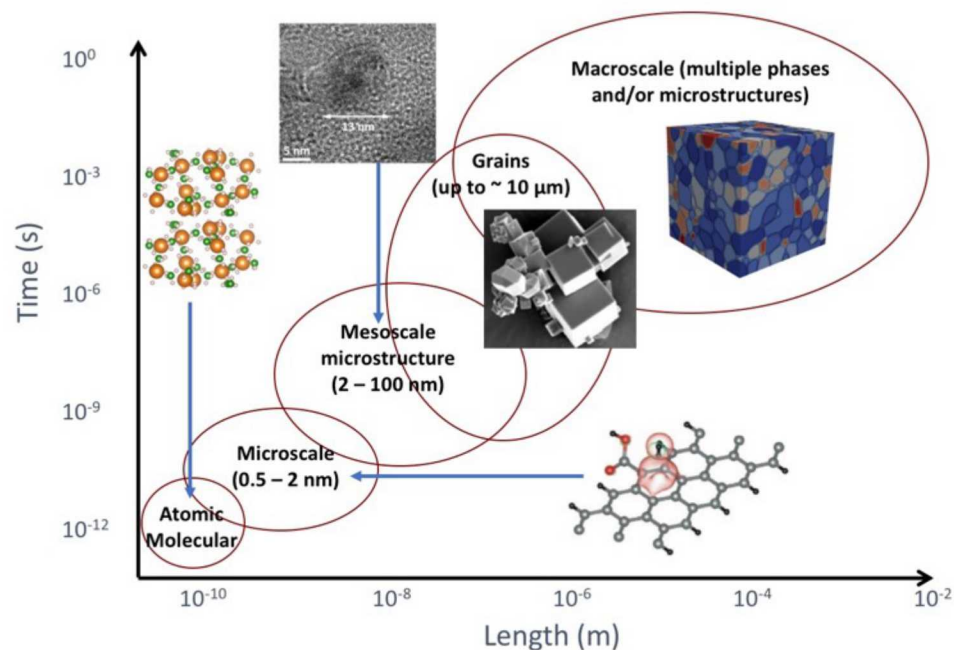 10⁰
10⁻³
10⁻⁶
10⁻⁹
10⁻¹²
Time (s)
13 nm
5 nm
Macroscale (multiple phases
and/or microstructures)
Grains
(up to ~ 10 µm)
Mesoscale
microstructure
(2 – 100 nm)
Microscale
(0.5 – 2 nm)
Atomic
Molecular
10⁻¹⁰
10⁻⁸
10⁻⁶
10⁻⁴
10⁻²
Length (m)